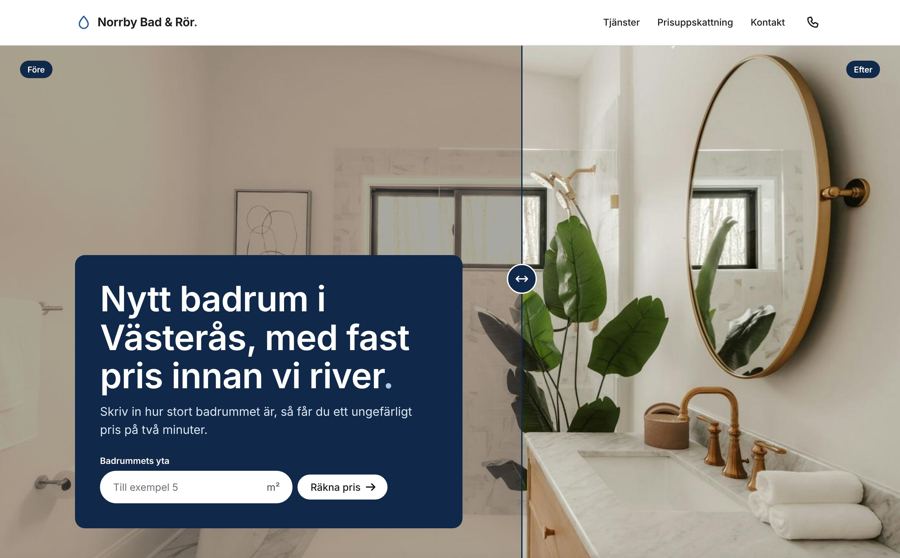 Norrby Bad & Rör.
Tjänster
Prisuppskattning
Kontakt
Före
Efter
Nytt badrum i
Västerås, med fast
pris innan vi river.
Skriv in hur stort badrummet är, så får du ett ungefärligt
pris på två minuter.
Badrummets yta
Till exempel 5
m²
Räkna pris →